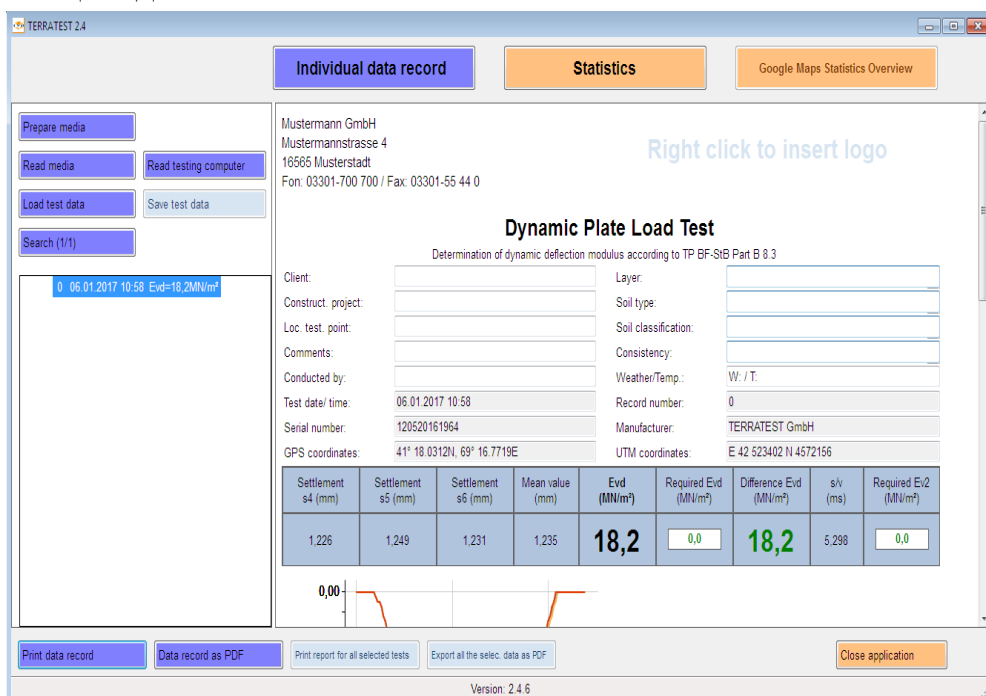 TERRATEST 2.4
Individual data record
Statistics
Google Maps Statistics Overview
Prepare media
Read media
Read testing computer
Load test data
Save test data
Search (1/1)
0 06.01.2017 10:58 Evd=18,2MN/m²
Mustermann GmbH
Mustermannstrasse 4
16565 Musterstadt
Fon: 03301-700 700 / Fax: 03301-55 44 0
Right click to insert logo
Dynamic Plate Load Test
Determination of dynamic deflection modulus according to TP BF-StB Part B 8.3
Client:
Layer:
Construct. project:
Soil type:
Loc. test. point:
Soil classification:
Comments:
Consistency:
Conducted by:
Weather/Temp.: W: / T:
Test date/ time: 06.01.2017 10:58
Record number: 0
Serial number: 120520161964
Manufacturer: TERRATEST GmbH
GPS coordinates: 41° 18.0312N, 69° 16.7719E
UTM coordinates: E 42 523402 N 4572156
Settlement s4 (mm)
Settlement s5 (mm)
Settlement s6 (mm)
Mean value (mm)
Evd (MN/m²)
Required Evd (MN/m²)
Difference Evd (MN/m²)
s/v (ms)
Required Ev2 (MN/m²)
1,226 1,249 1,231 1,235 18,2 0,0 18,2 5,298 0,0
0,00
Print data record
Data record as PDF
Print report for all selected tests
Export all the selec. data as PDF
Close application
Version: 2.4.6